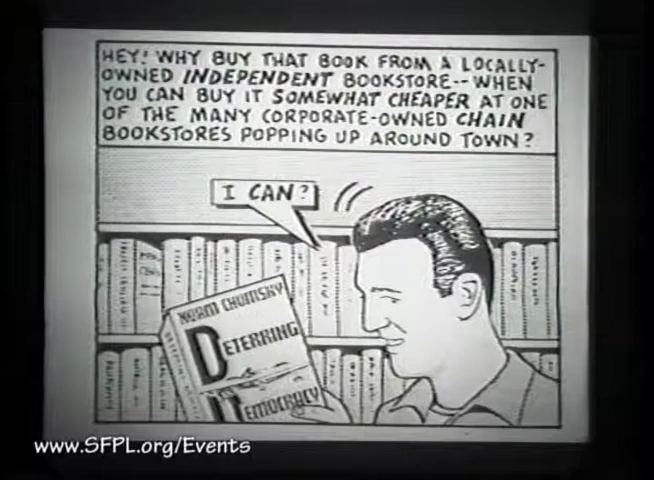 HEY! WHY BUY THAT BOOK FROM A LOCALLY-
OWNED INDEPENDENT BOOKSTORE--WHEN
YOU CAN BUY IT SOMEWHAT CHEAPER AT ONE
OF THE MANY CORPORATE-OWNED CHAIN
BOOKSTORES POPPING UP AROUND TOWN?
I CAN?
NOAM CHOMSKY
DETERRING
DEMOCRACY
www.SFPL.org/Events